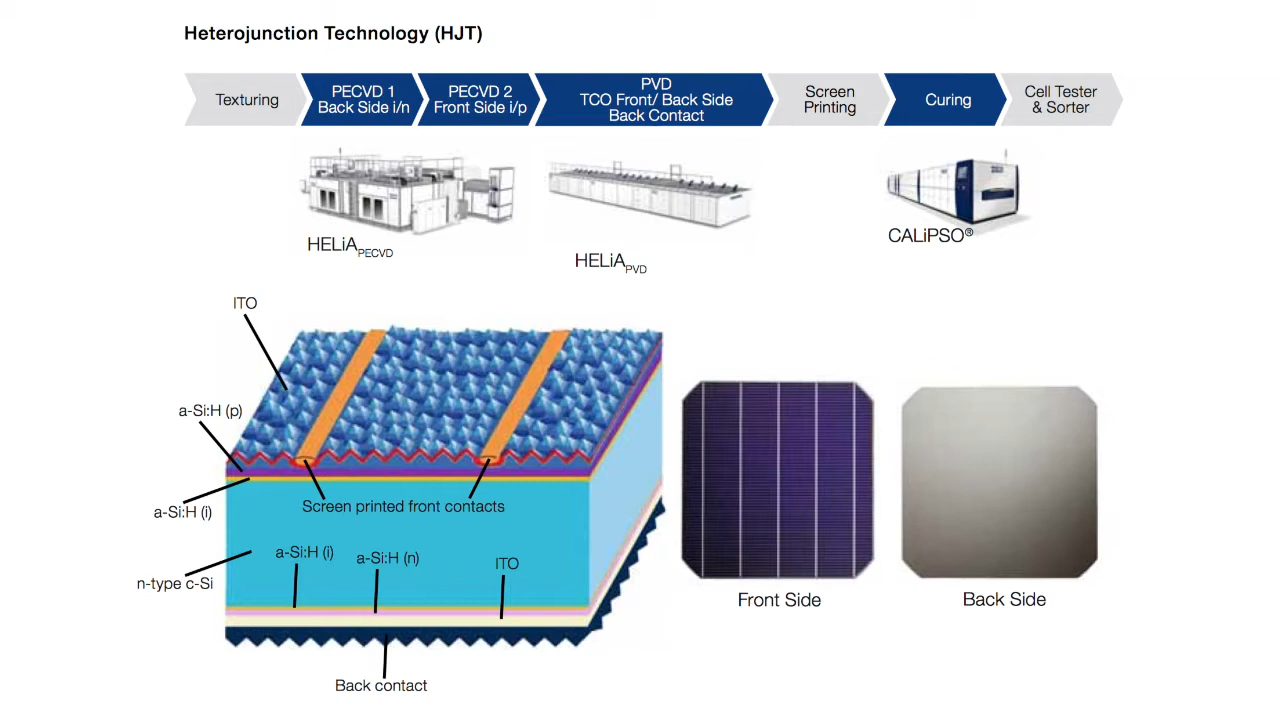 Heterojunction Technology (HJT)
Texturing
PECVD 1
Back Side i/n
PECVD 2
Front Side i/p
PVD
TCO Front/ Back Side
Back Contact
Screen
Printing
Curing
Cell Tester
& Sorter
HELiAPECVD
HELiAPVD
CALiPSO®
ITO
a-Si:H (p)
a-Si:H (i)
Screen printed front contacts
n-type c-Si
a-Si:H (i)
a-Si:H (n)
ITO
Back contact
Front Side
Back Side